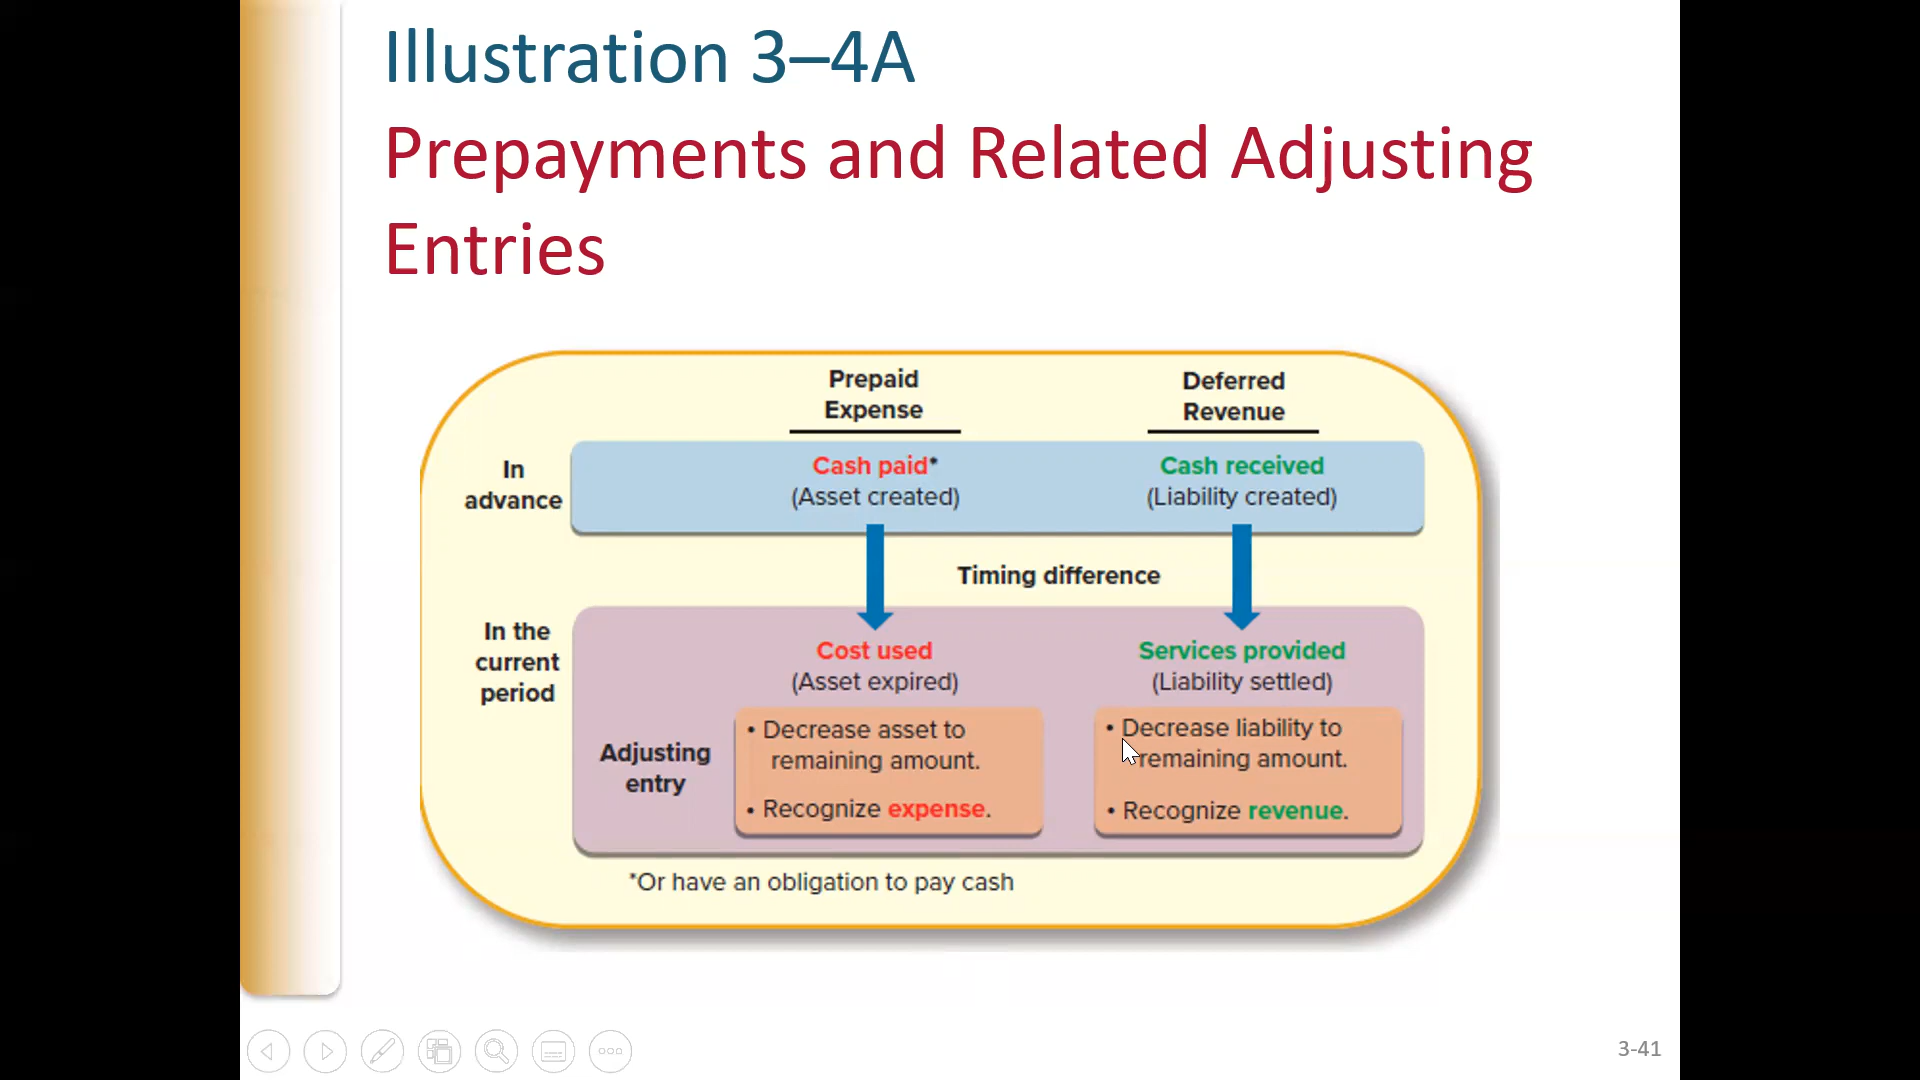 Illustration 3–4A
Prepayments and Related Adjusting
Entries
Prepaid
Expense
Deferred
Revenue
In
advance
Cash paid*
(Asset created)
Cash received
(Liability created)
Timing difference
In the
current
period
Cost used
(Asset expired)
Services provided
(Liability settled)
Adjusting
entry
• Decrease asset to
remaining amount.
• Recognize expense.
• Decrease liability to
remaining amount.
• Recognize revenue.
*Or have an obligation to pay cash
3-41